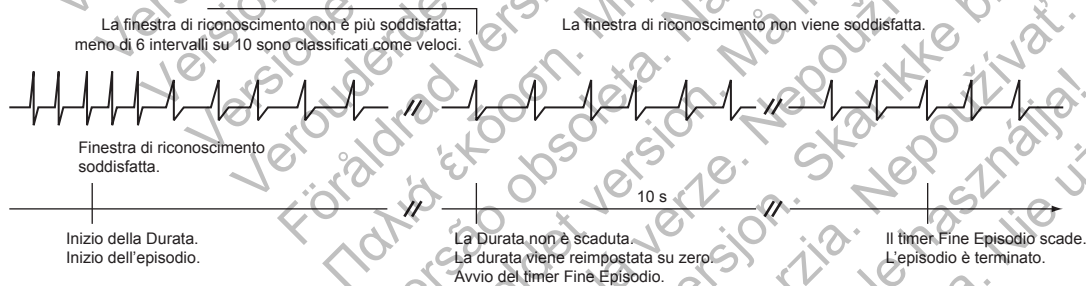 La finestra di riconoscimento non è più soddisfatta;
meno di 6 intervalli su 10 sono classificati come veloci.
La finestra di riconoscimento non viene soddisfatta.
Finestra di riconoscimento
soddisfatta.
10 s
Inizio della Durata.
Inizio dell'episodio.
La Durata non è scaduta.
La durata viene reimpostata su zero.
Avvio del timer Fine Episodio.
Il timer Fine Episodio scade.
L'episodio è terminato.